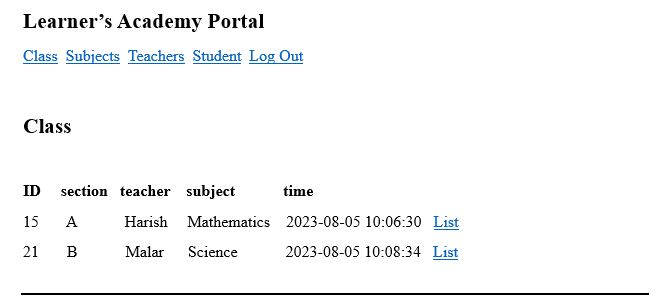 Learner’s Academy Portal
Class Subjects Teachers Student Log Out
Class
ID section teacher subject time
15 A Harish Mathematics 2023-08-05 10:06:30 List
21 B Malar Science 2023-08-05 10:08:34 List